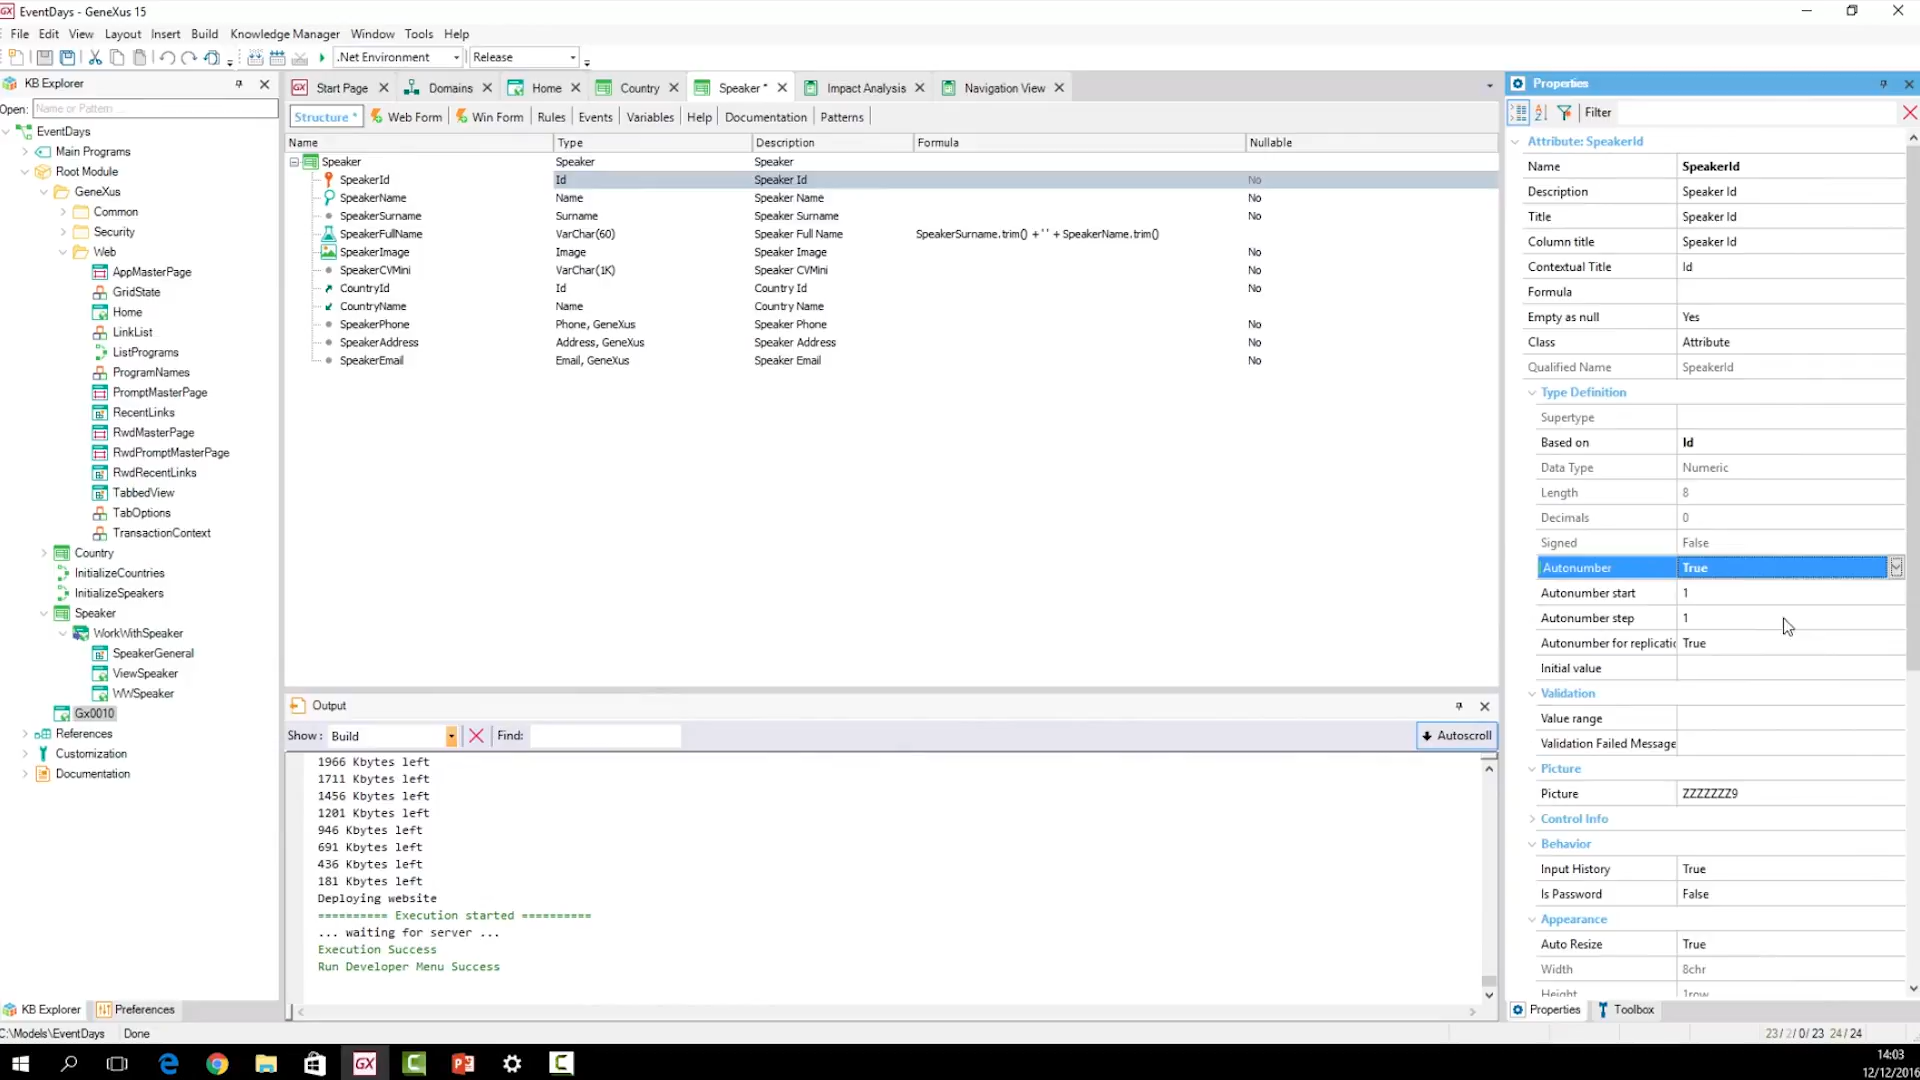 EventDays - GeneXus 15
File Edit View Layout Insert Build Knowledge Manager Window Tools Help
.Net Environment Release
KB Explorer
Open: Name or Pattern ...
EventDays
Main Programs
Root Module
GeneXus
Common
Security
Web
AppMasterPage
GridState
Home
LinkList
ListPrograms
ProgramNames
PromptMasterPage
RecentLinks
RwdMasterPage
RwdPromptMasterPage
RwdRecentLinks
TabbedView
TabOptions
TransactionContext
Country
InitializeCountries
InitializeSpeakers
Speaker
WorkWithSpeaker
SpeakerGeneral
ViewSpeaker
WWSpeaker
Gx0010
References
Customization
Documentation
KB Explorer Preferences
Start Page Domains Home Country Speaker * Impact Analysis Navigation View
Structure * Web Form Win Form Rules Events Variables Help Documentation Patterns
Name Type Description Formula Nullable
Speaker Speaker Speaker
SpeakerId Id Speaker Id No
SpeakerName Name Speaker Name No
SpeakerSurname Surname Speaker Surname No
SpeakerFullName VarChar(60) Speaker Full Name SpeakerSurname.trim() + ' ' + SpeakerName.trim()
SpeakerImage Image Speaker Image No
SpeakerCVMini VarChar(1K) Speaker CVMini No
CountryId Id Country Id No
CountryName Name Country Name
SpeakerPhone Phone, GeneXus Speaker Phone No
SpeakerAddress Address, GeneXus Speaker Address No
SpeakerEmail Email, GeneXus Speaker Email No
Output
Show : Build Find: Autoscroll
1966 Kbytes left
1711 Kbytes left
1456 Kbytes left
1201 Kbytes left
946 Kbytes left
691 Kbytes left
436 Kbytes left
181 Kbytes left
Deploying website
========== Execution started ==========
... waiting for server ...
Execution Success
Run Developer Menu Success
Properties
Filter
Attribute: SpeakerId
Name SpeakerId
Description Speaker Id
Title Speaker Id
Column title Speaker Id
Contextual Title Id
Formula
Empty as null Yes
Class Attribute
Qualified Name SpeakerId
Type Definition
Supertype
Based on Id
Data Type Numeric
Length 8
Decimals 0
Signed False
Autonumber True
Autonumber start 1
Autonumber step 1
Autonumber for replicatic True
Initial value
Validation
Value range
Validation Failed Message
Picture
Picture ZZZZZZZ9
Control Info
Behavior
Input History True
Is Password False
Appearance
Auto Resize True
Width 8chr
Height 1row
Properties Toolbox
C:\Models\EventDays Done 23/ 2/ 0/ 23 24 / 24
14:03
12/12/2016